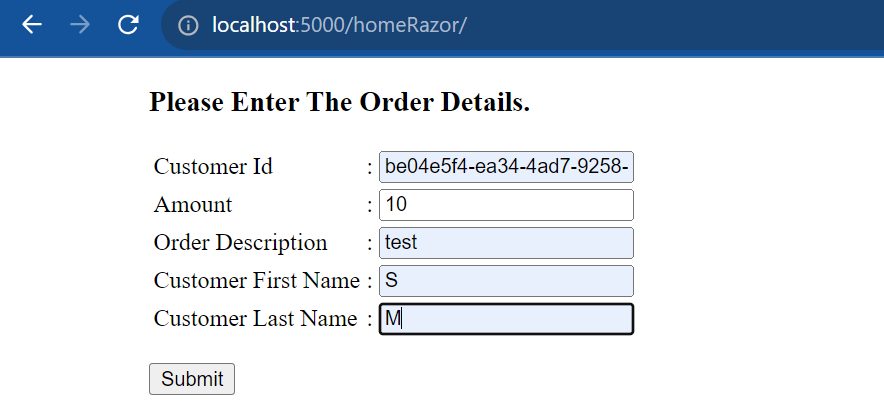 localhost:5000/homeRazor/
Please Enter The Order Details.
Customer Id : be04e5f4-ea34-4ad7-9258-
Amount : 10
Order Description : test
Customer First Name : S
Customer Last Name : M
Submit